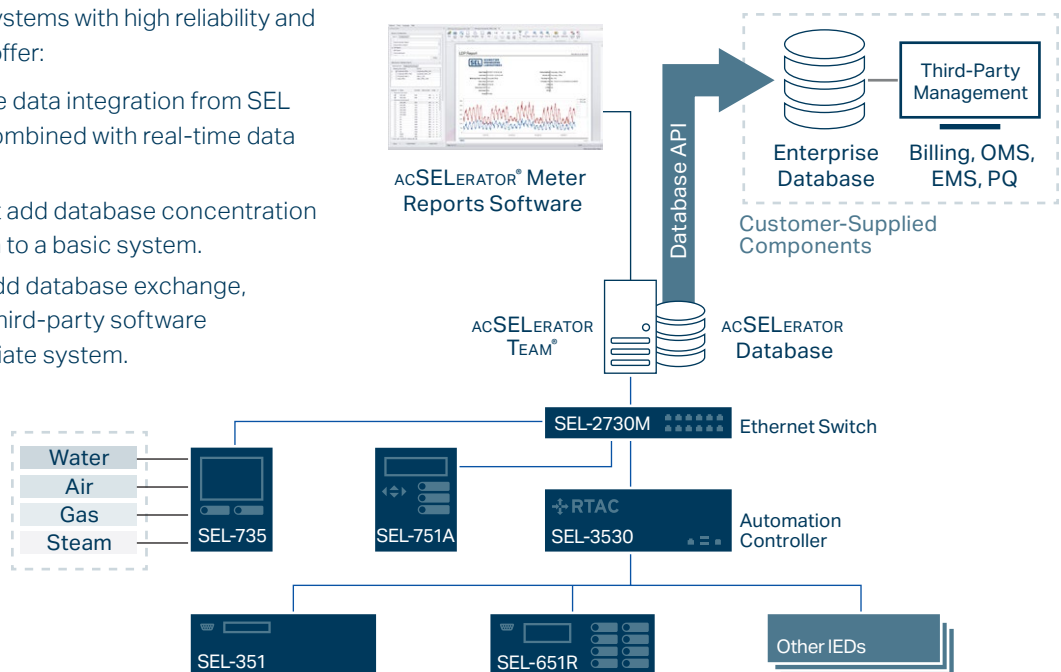 ystems with high reliability and
offer:
e data integration from SEL
ombined with real-time data
t add database concentration
n to a basic system.
dd database exchange,
hird-party software
iate system.
LDP Report
SEL
ACSELERATOR® Meter
Reports Software
Database API
Enterprise
Database
Third-Party
Management
Billing, OMS,
EMS, PQ
Customer-Supplied
Components
ACSELERATOR
TEAM®
ACSELERATOR
Database
SEL-2730M
Ethernet Switch
Water
Air
Gas
Steam
SEL-735
SEL-751A
RTAC
SEL-3530
Automation
Controller
SEL-351
SEL-651R
Other IEDs